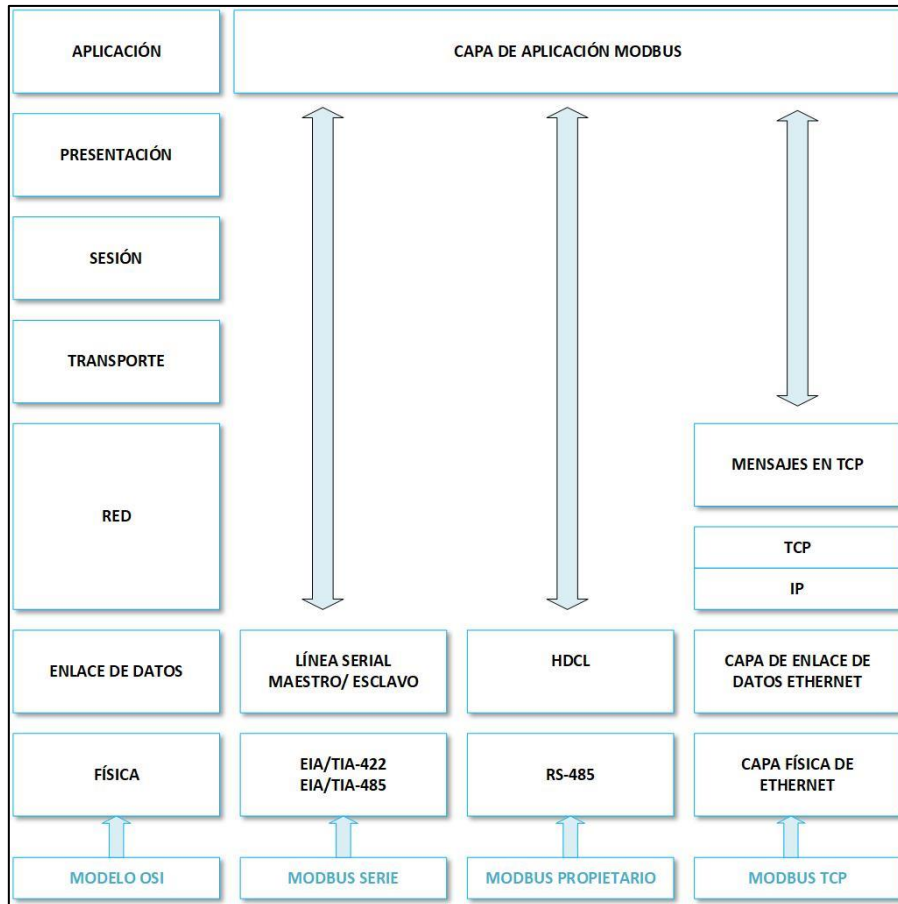 APLICACIÓN
CAPA DE APLICACIÓN MODBUS
PRESENTACIÓN
SESIÓN
TRANSPORTE
RED
MENSAJES EN TCP
TCP
IP
ENLACE DE DATOS
LÍNEA SERIAL
MAESTRO/ ESCLAVO
HDCL
CAPA DE ENLACE DE
DATOS ETHERNET
FÍSICA
EIA/TIA-422
EIA/TIA-485
RS-485
CAPA FÍSICA DE
ETHERNET
MODELO OSI
MODBUS SERIE
MODBUS PROPIETARIO
MODBUS TCP